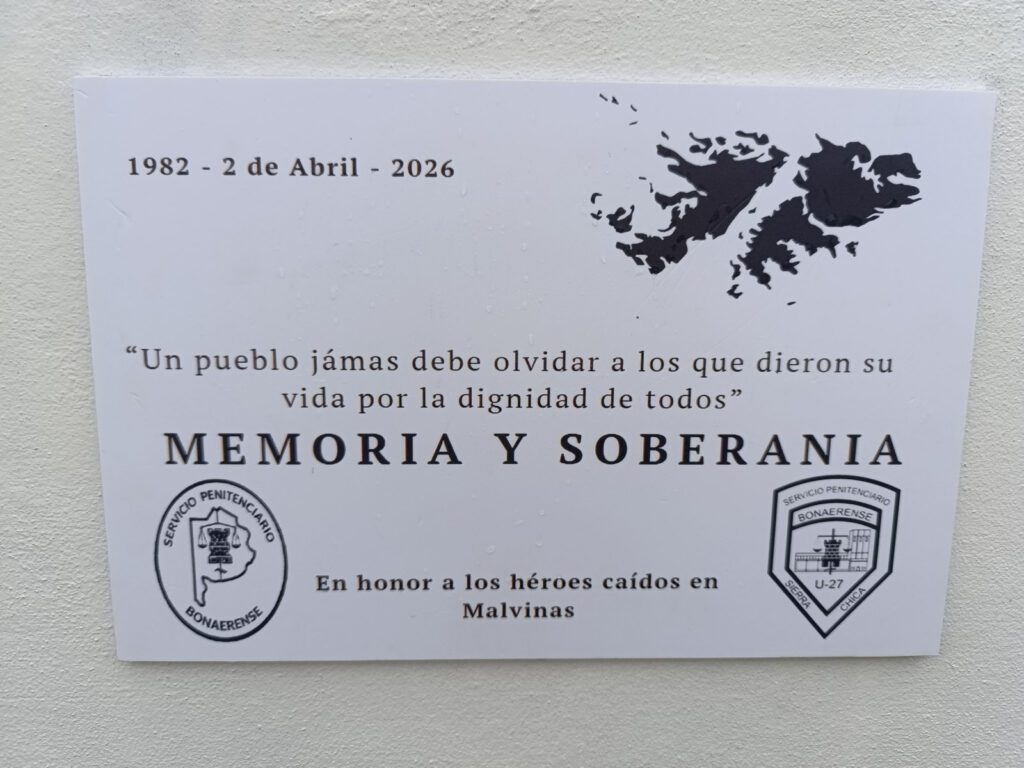 1982 - 2 de Abril - 2026
“Un pueblo jámas debe olvidar a los que dieron su
vida por la dignidad de todos”
MEMORIA Y SOBERANIA
SERVICIO PENITENCIARIO
BONAERENSE
En honor a los héroes caídos en
Malvinas
SERVICIO PENITENCIARIO
BONAERENSE
U-27
SIERRA
CHICA